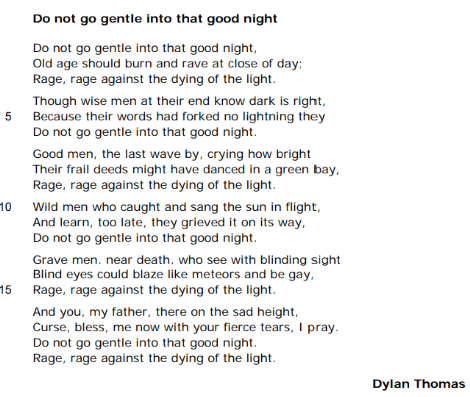 Do not go gentle into that good night
Do not go gentle into that good night,
Old age should burn and rave at close of day;
Rage, rage against the dying of the light.
Though wise men at their end know dark is right,
5 Because their words had forked no lightning they
Do not go gentle into that good night.
Good men, the last wave by, crying how bright
Their frail deeds might have danced in a green bay,
Rage, rage against the dying of the light.
10 Wild men who caught and sang the sun in flight,
And learn, too late, they grieved it on its way,
Do not go gentle into that good night.
Grave men. near death. who see with blinding sight
Blind eyes could blaze like meteors and be gay,
15 Rage, rage against the dying of the light.
And you, my father, there on the sad height,
Curse, bless, me now with your fierce tears, I pray.
Do not go gentle into that good night.
Rage, rage against the dying of the light.
Dylan Thomas